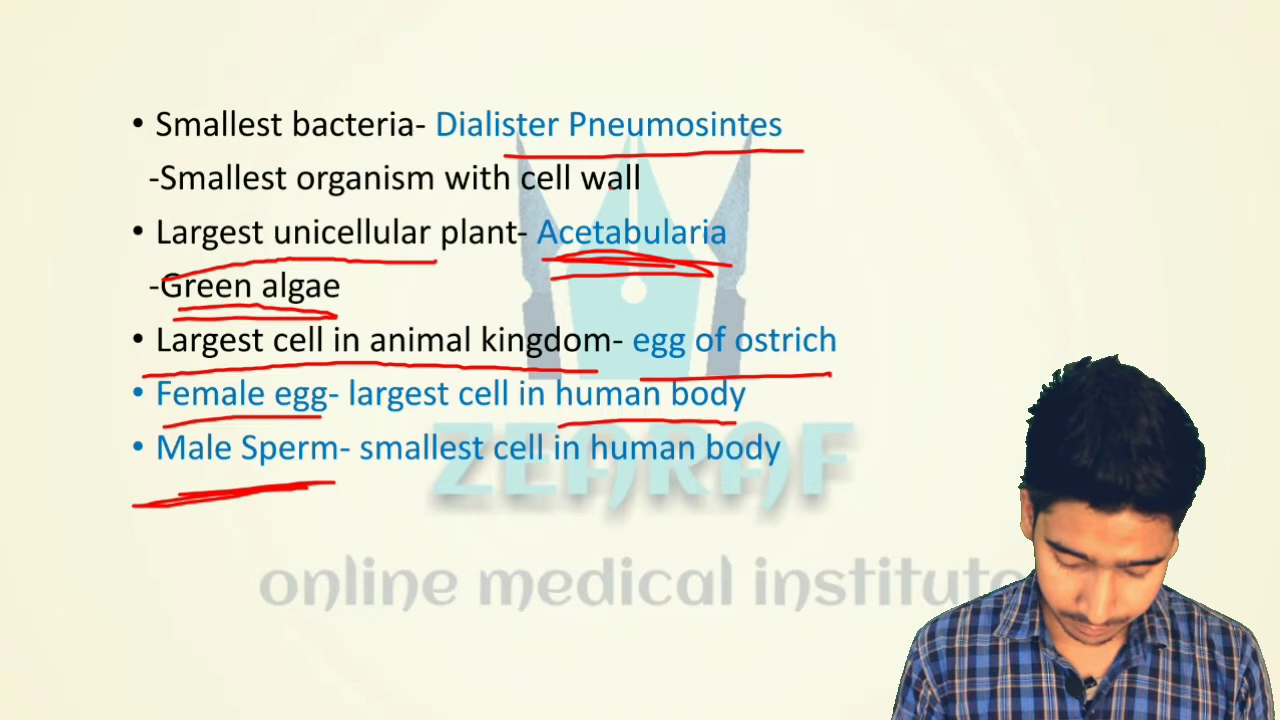 • Smallest bacteria- Dialister Pneumosintes
-Smallest organism with cell wall
• Largest unicellular plant- Acetabularia
-Green algae
• Largest cell in animal kingdom- egg of ostrich
• Female egg- largest cell in human body
• Male Sperm- smallest cell in human body
ZEARAF
online medical institute